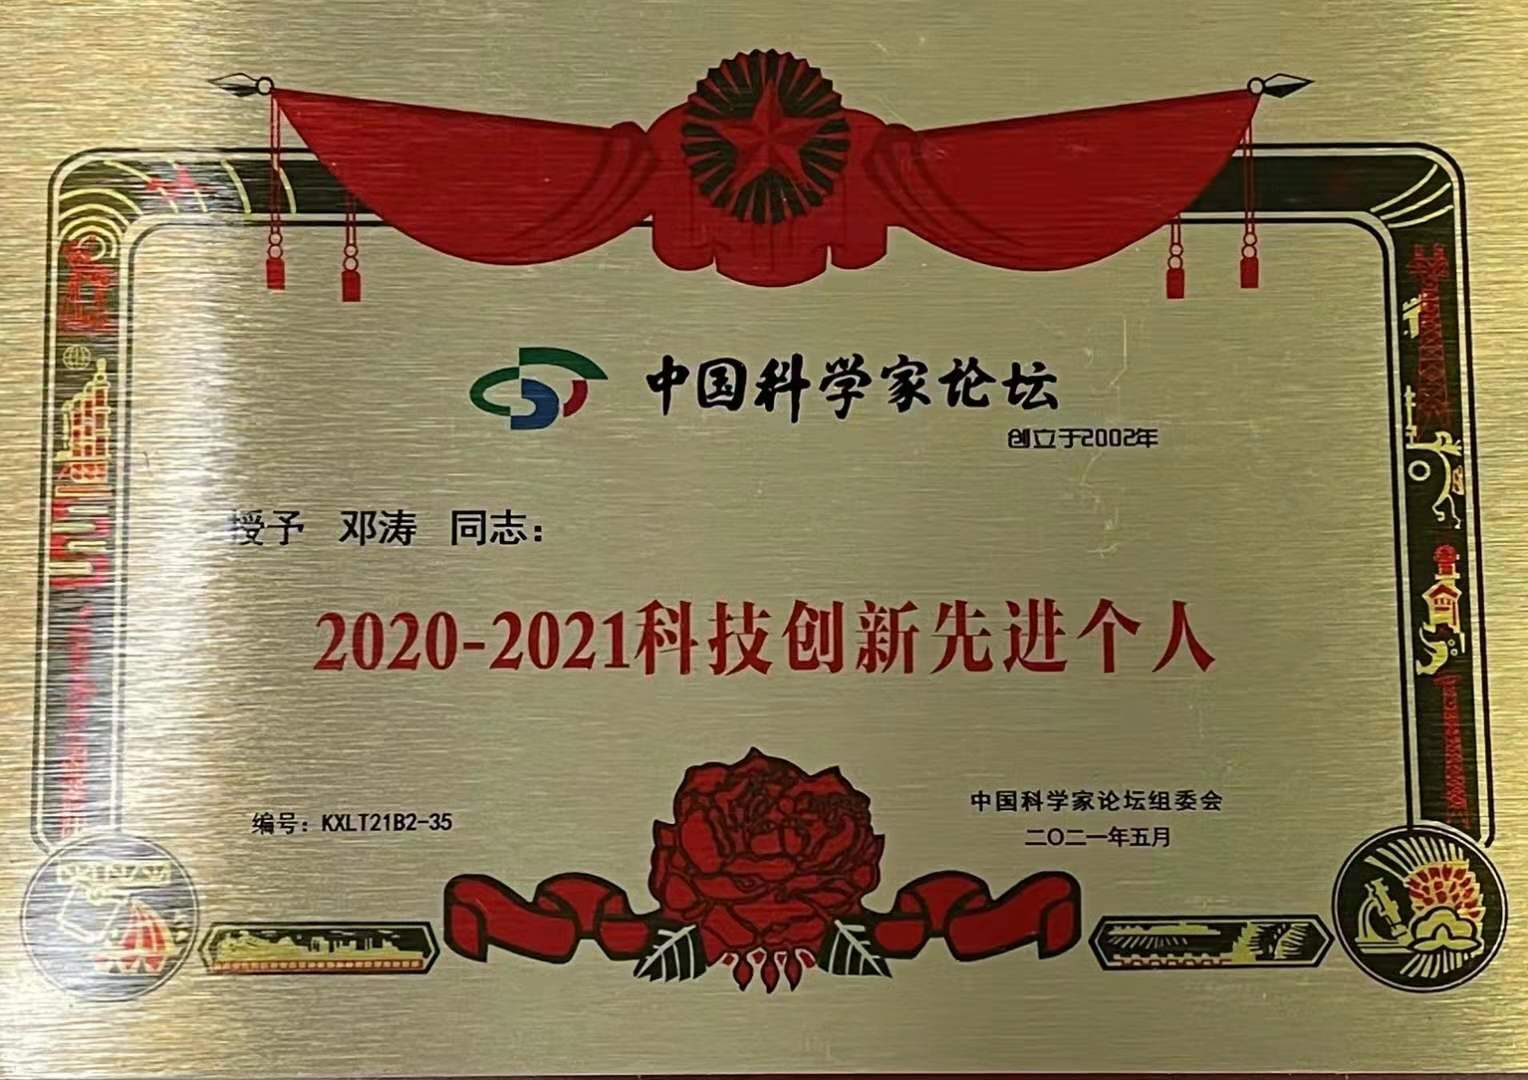 中国科学家论坛
创立于2002年
授予 邓涛 同志：
2020-2021科技创新先进个人
编号：KXLT21B2-35
中国科学家论坛组委会
二〇二一年五月